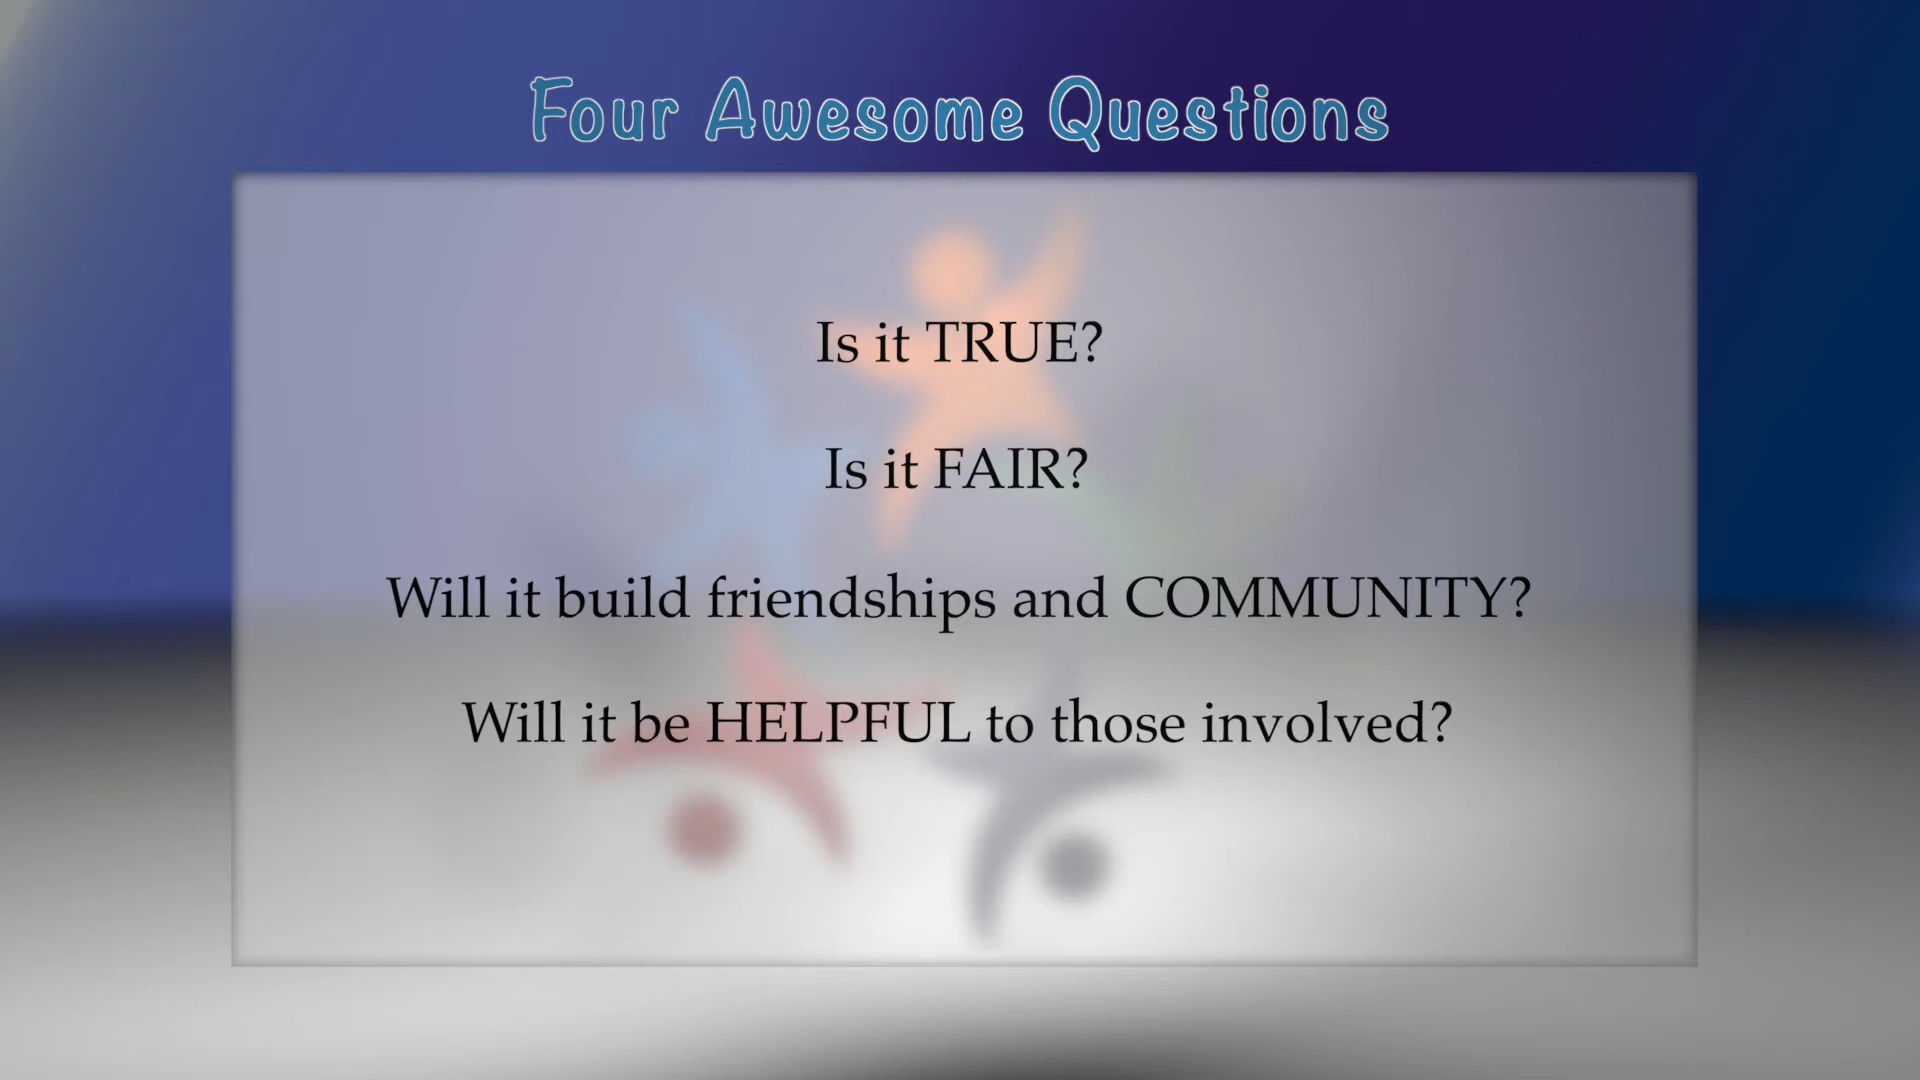 Four Awesome Questions
Is it TRUE?
Is it FAIR?
Will it build friendships and COMMUNITY?
Will it be HELPFUL to those involved?